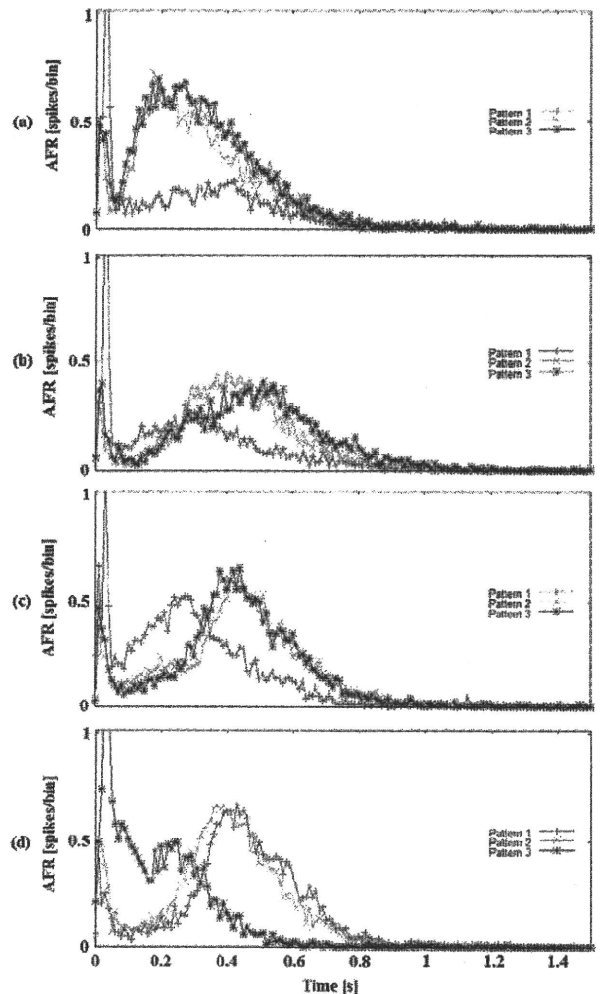 1
(a)
AFR [spikes/bin]
0.5
0
Pattern 1
Pattern 2
Pattern 3
1
(b)
AFR [spikes/bin]
0.5
0
Pattern 1
Pattern 2
Pattern 3
1
(c)
AFR [spikes/bin]
0.5
0
Pattern 1
Pattern 2
Pattern 3
1
(d)
AFR [spikes/bin]
0.5
0
Pattern 1
Pattern 2
Pattern 3
0 0.2 0.4 0.6 0.8 1 1.2 1.4
Time [s]